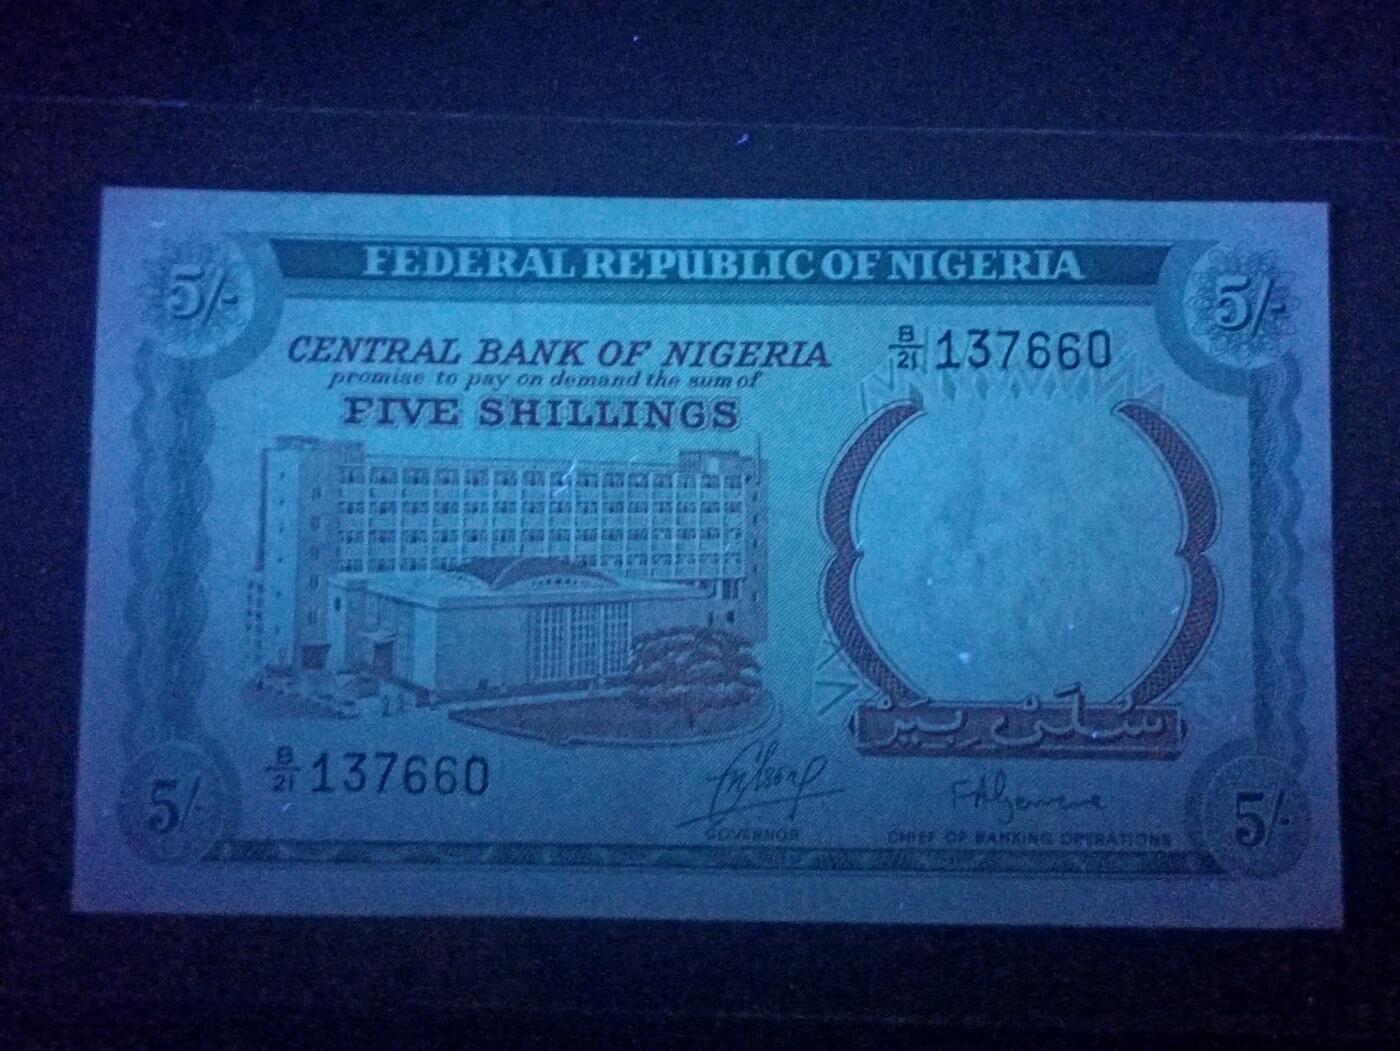 FEDERAL REPUBLIC OF NIGERIA
5/-
5/-
CENTRAL BANK OF NIGERIA
promise to pay on demand the sum of
FIVE SHILLINGS
B/21 137660
سُلَنْ بِيَرْ
B/21 137660
GOVERNOR
CHIEF OF BANKING OPERATIONS
5/-
5/-